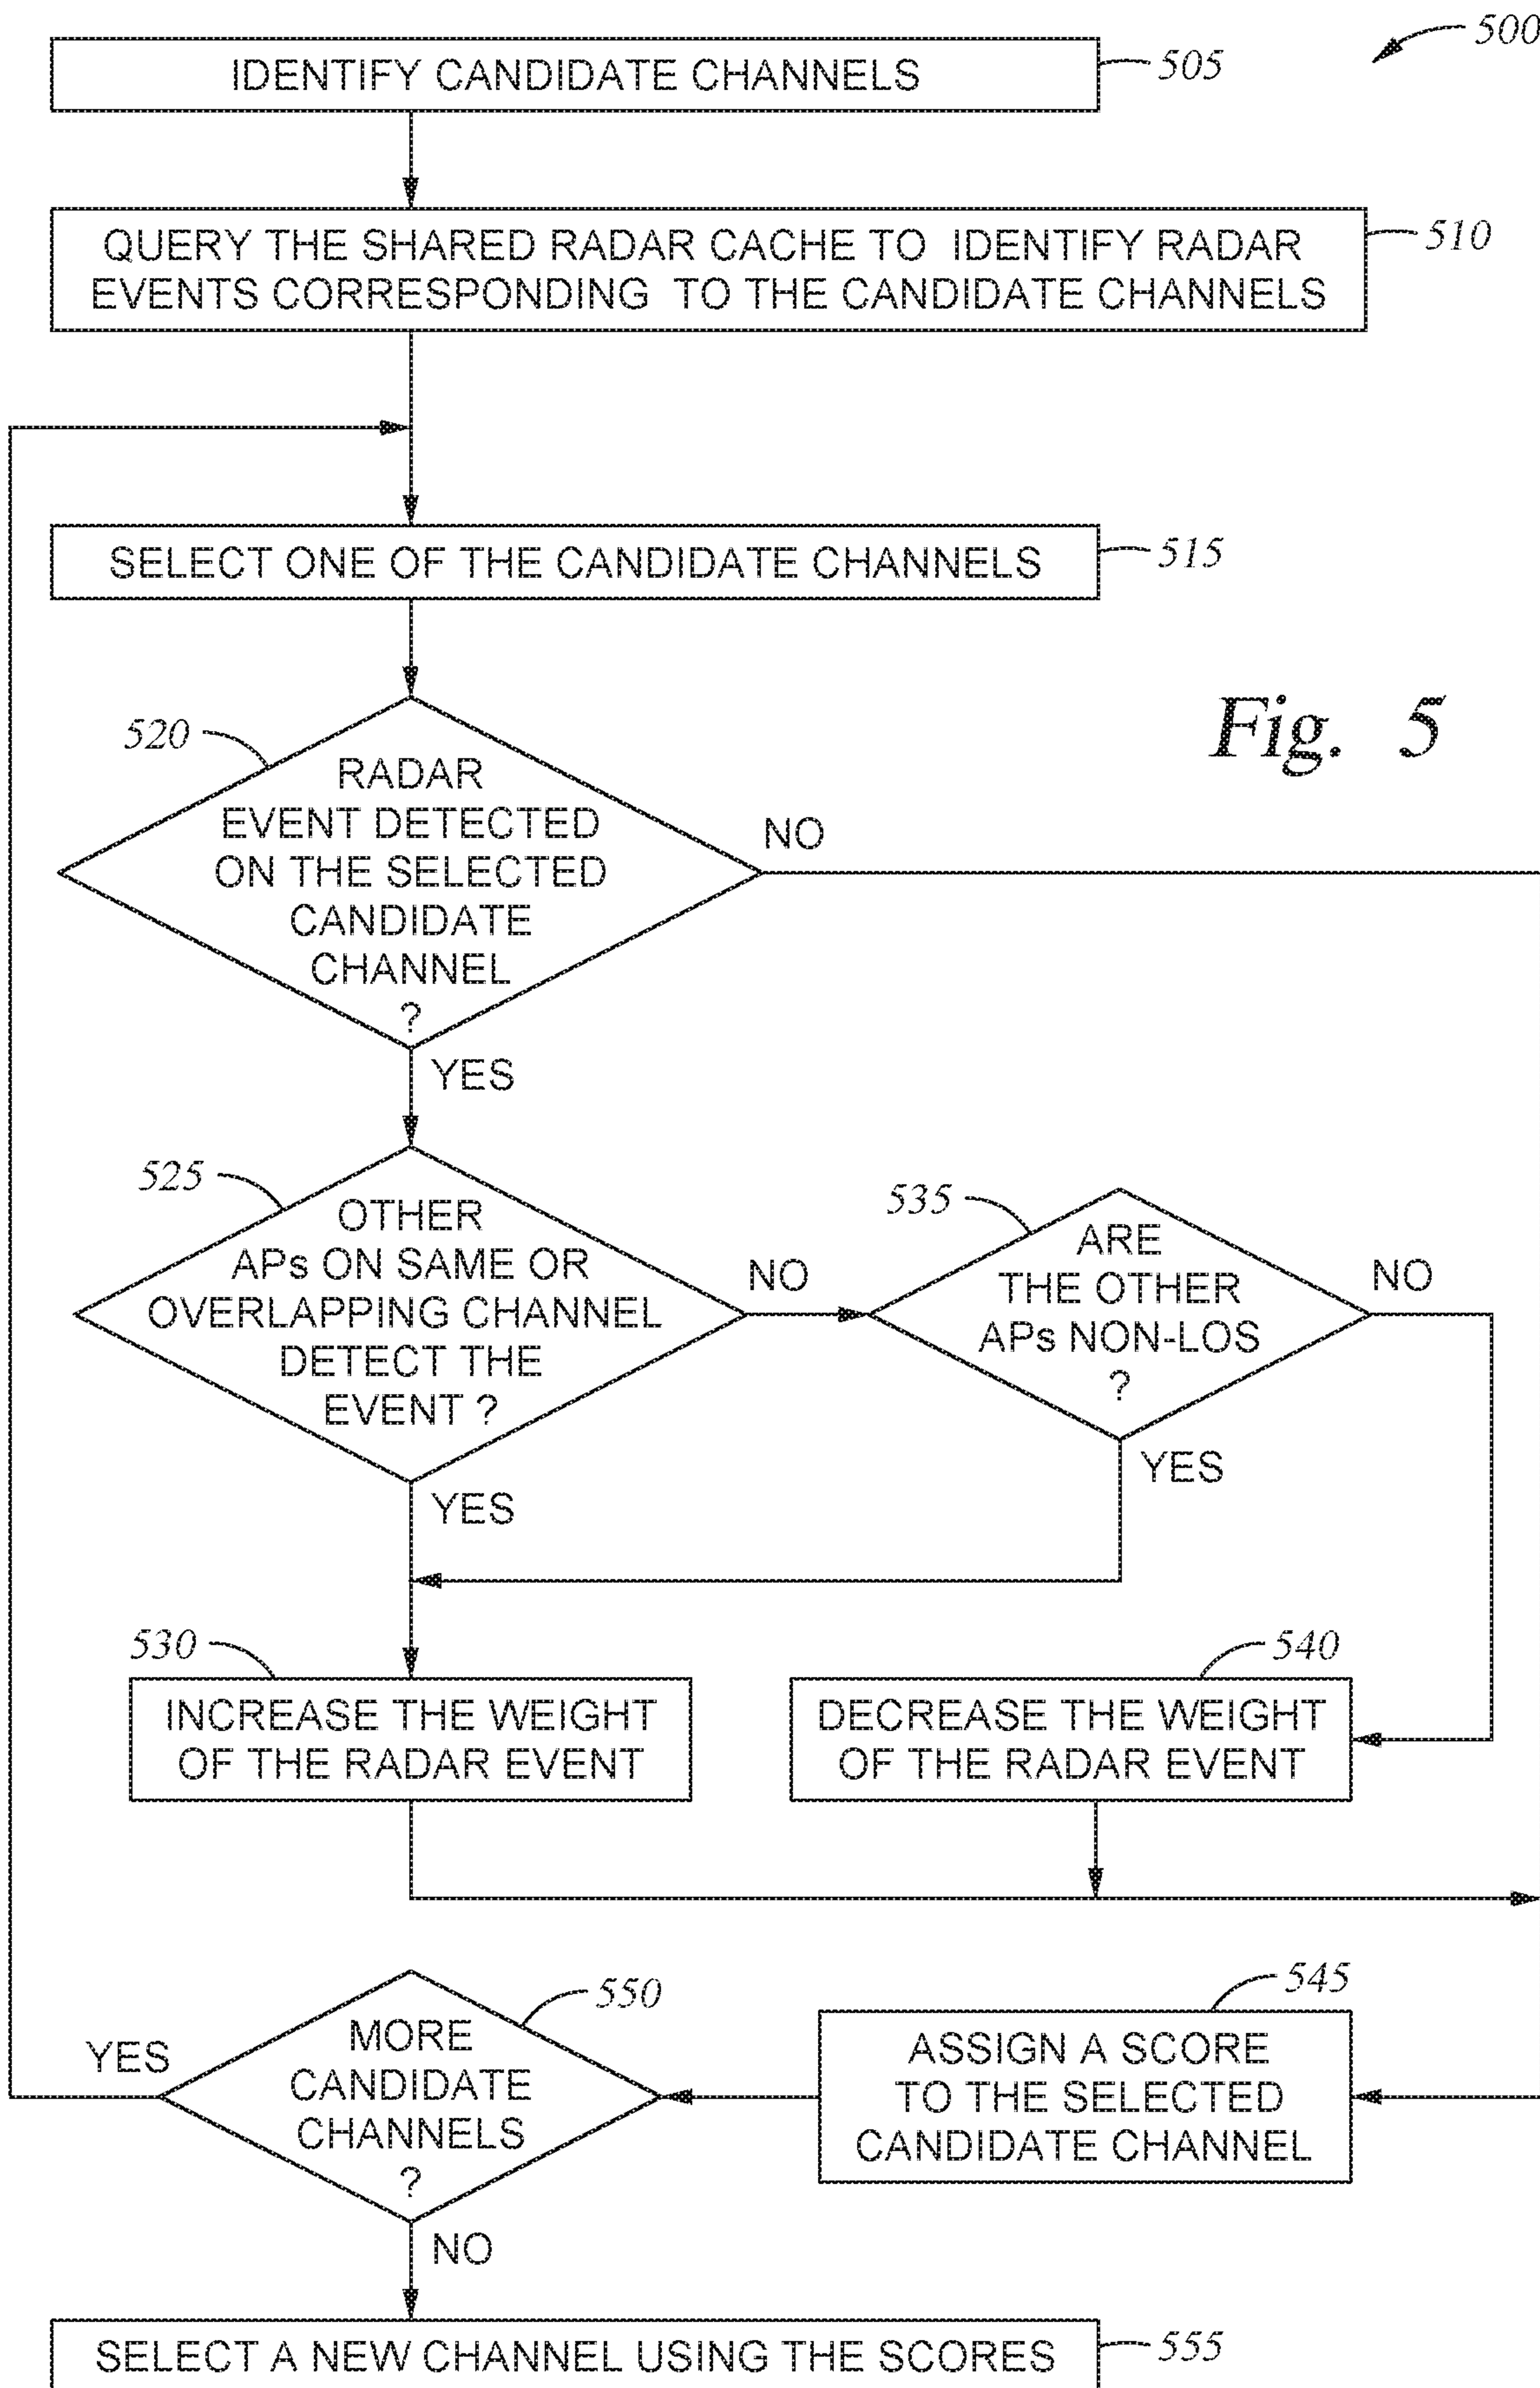 500
IDENTIFY CANDIDATE CHANNELS
505
QUERY THE SHARED RADAR CACHE TO IDENTIFY RADAR
EVENTS CORRESPONDING TO THE CANDIDATE CHANNELS
510
SELECT ONE OF THE CANDIDATE CHANNELS
515
Fig. 5
520
RADAR
EVENT DETECTED
ON THE SELECTED
CANDIDATE
CHANNEL
?
NO
YES
525
OTHER
APs ON SAME OR
OVERLAPPING CHANNEL
DETECT THE
EVENT ?
NO
YES
535
ARE
THE OTHER
APs NON-LOS
?
NO
YES
530
INCREASE THE WEIGHT
OF THE RADAR EVENT
540
DECREASE THE WEIGHT
OF THE RADAR EVENT
545
ASSIGN A SCORE
TO THE SELECTED
CANDIDATE CHANNEL
550
MORE
CANDIDATE
CHANNELS
?
YES
NO
SELECT A NEW CHANNEL USING THE SCORES
555